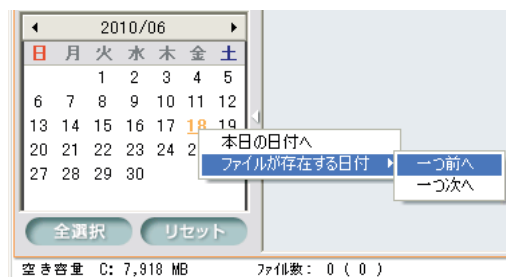 2010/06
日 月 火 水 木 金 土
1 2 3 4 5
6 7 8 9 10 11 12
13 14 15 16 17 18 19
20 21 22 23 24 2
27 28 29 30
本日の日付へ
ファイルが存在する日付
一つ前へ
一つ次へ
全選択 リセット
空き容量 C: 7,918 MB ファイル数: 0 ( 0 )